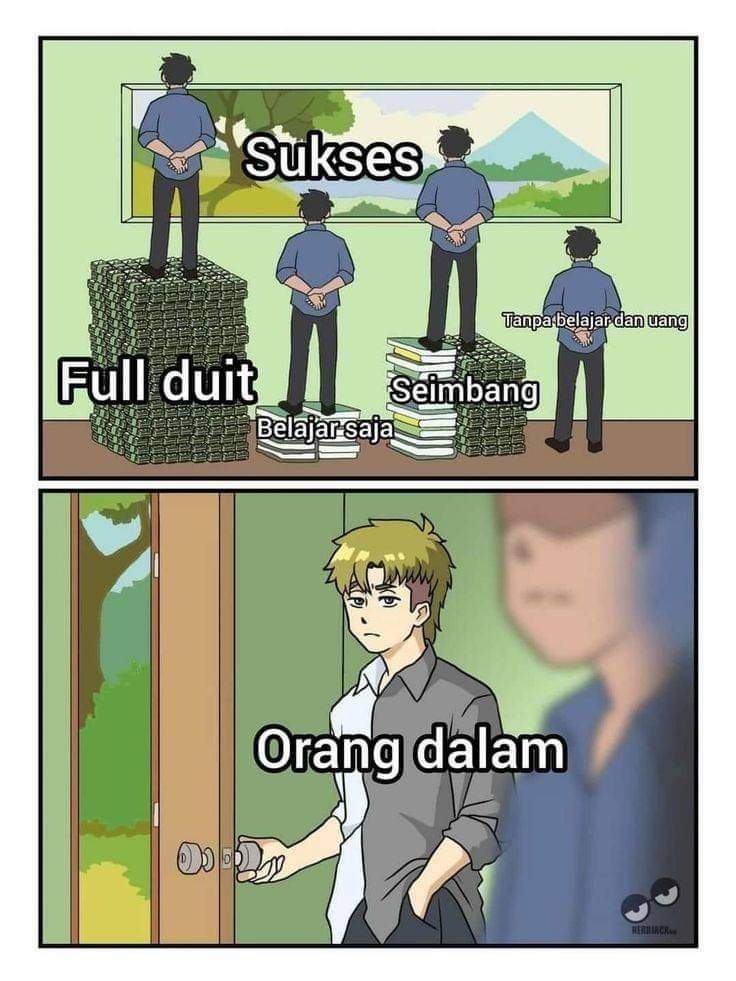 Sukses
Tanpa belajar dan uang
Full duit
Seimbang
Belajar saja
Orang dalam